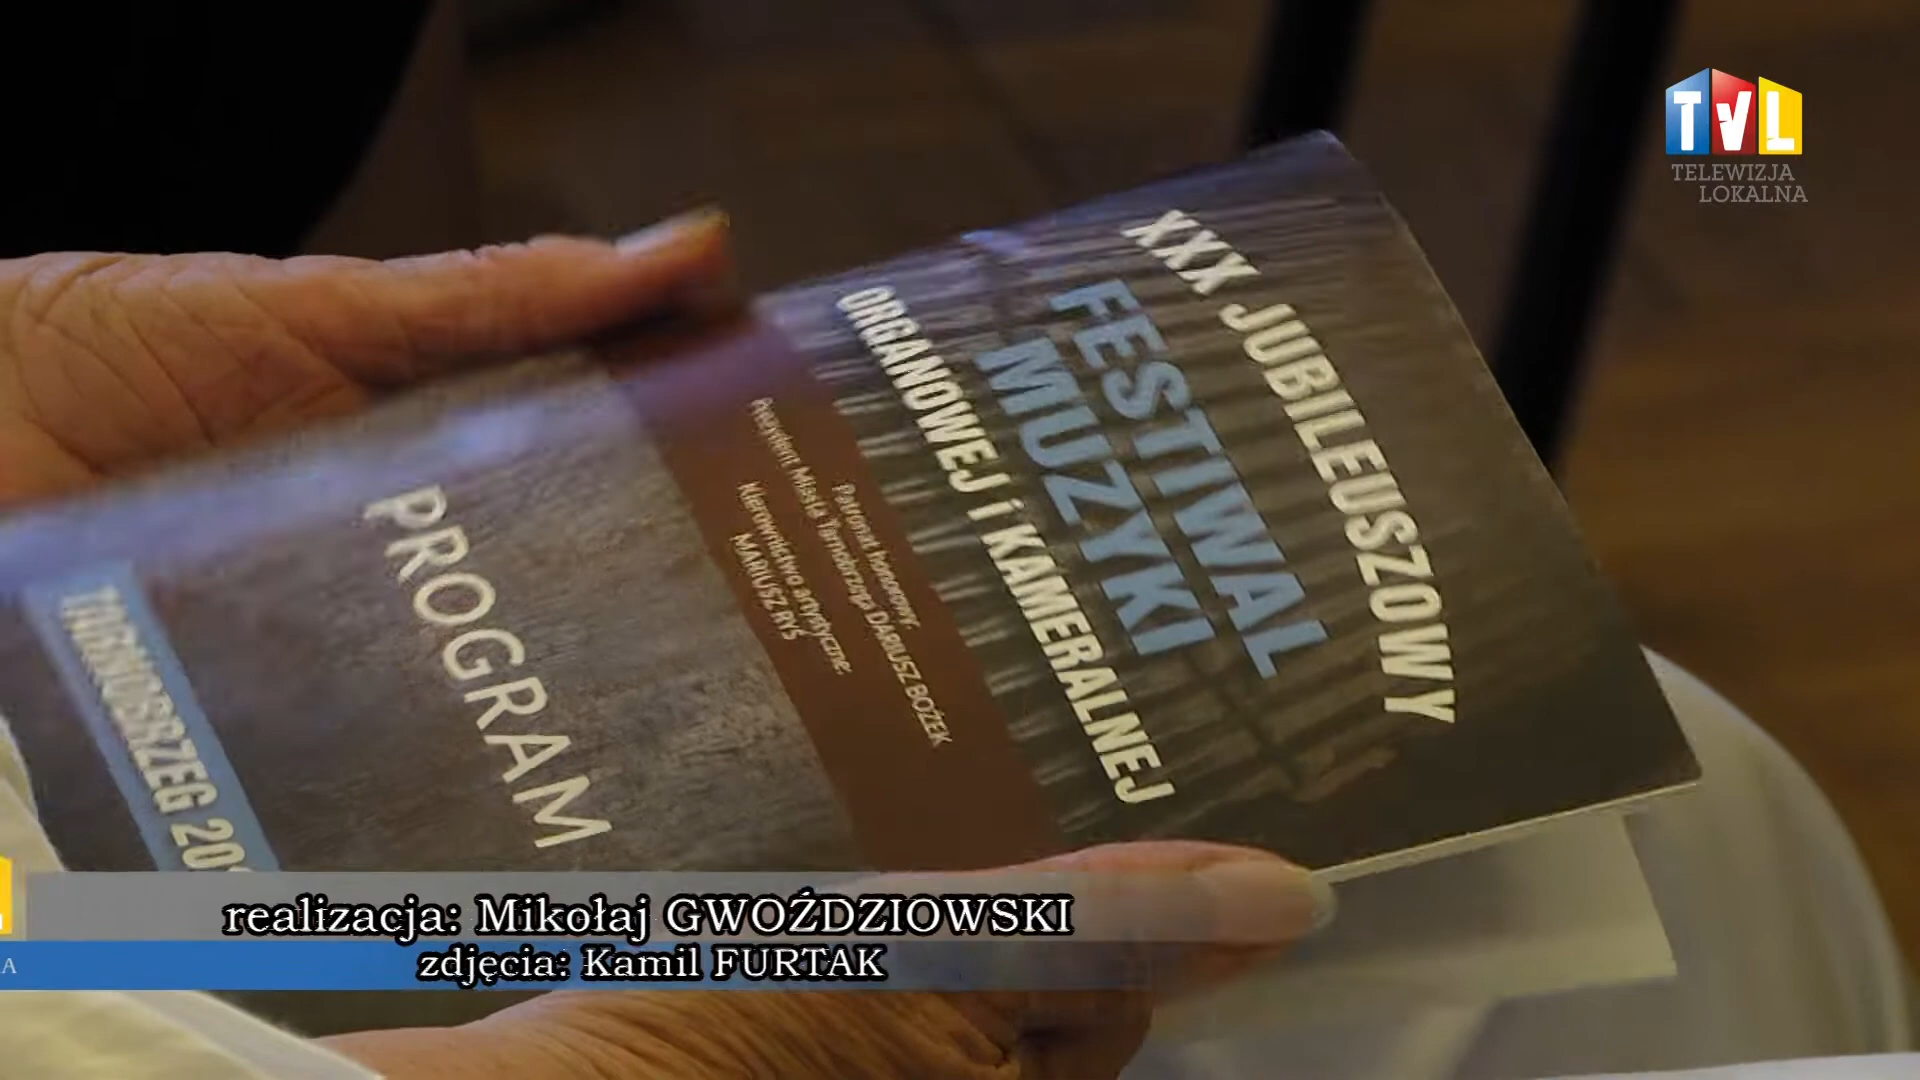 TVL
TELEWIZJA
LOKALNA
XXX JUBILEUSZOWY
FESTIWAL
MUZYKI
ORGANOWEJ i KAMERALNEJ
Patronat honorowy:
Prezydent Miasta Tarnobrzega DARIUSZ BOŻEK
Kierownictwo artystyczne:
MARIUSZ RYŚ
PROGRAM
TARNOBRZEG
realizacja: Mikołaj GWOŹDZIOWSKI
zdjęcia: Kamil FURTAK